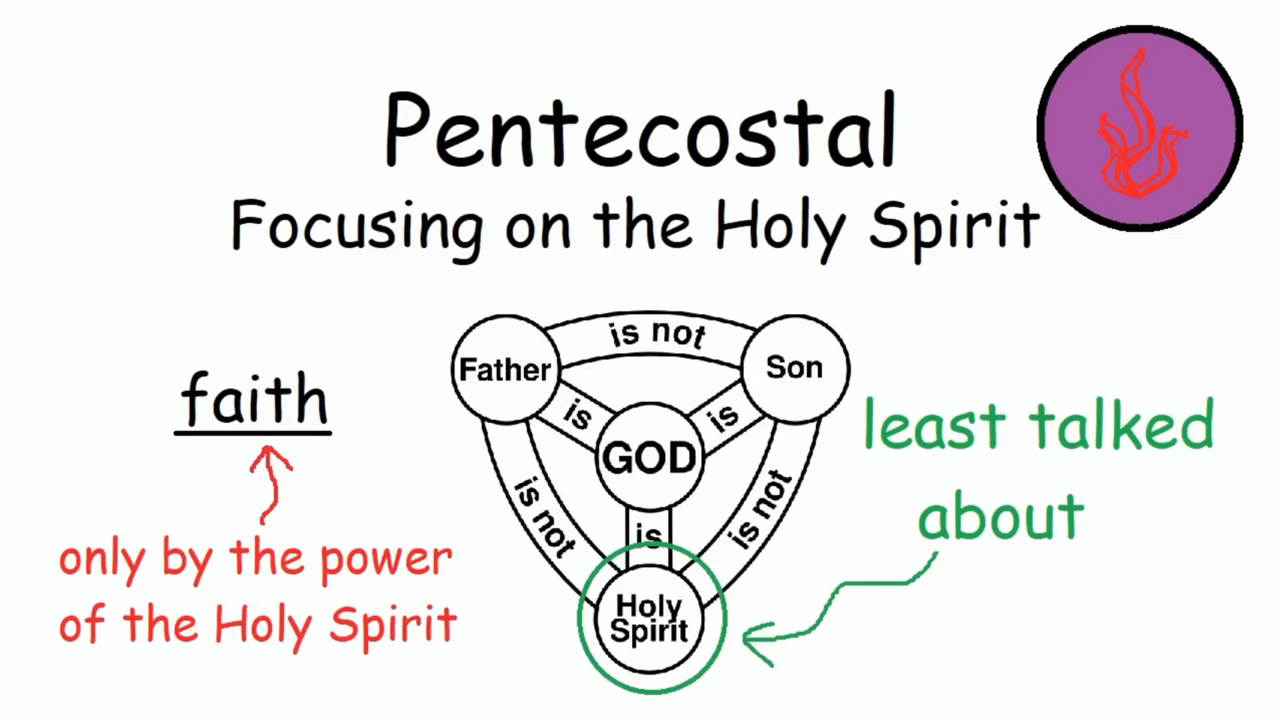 Pentecostal
Focusing on the Holy Spirit
is not
Father
Son
is
is
GOD
is not
is not
is
Holy
Spirit
faith
only by the power
of the Holy Spirit
least talked
about